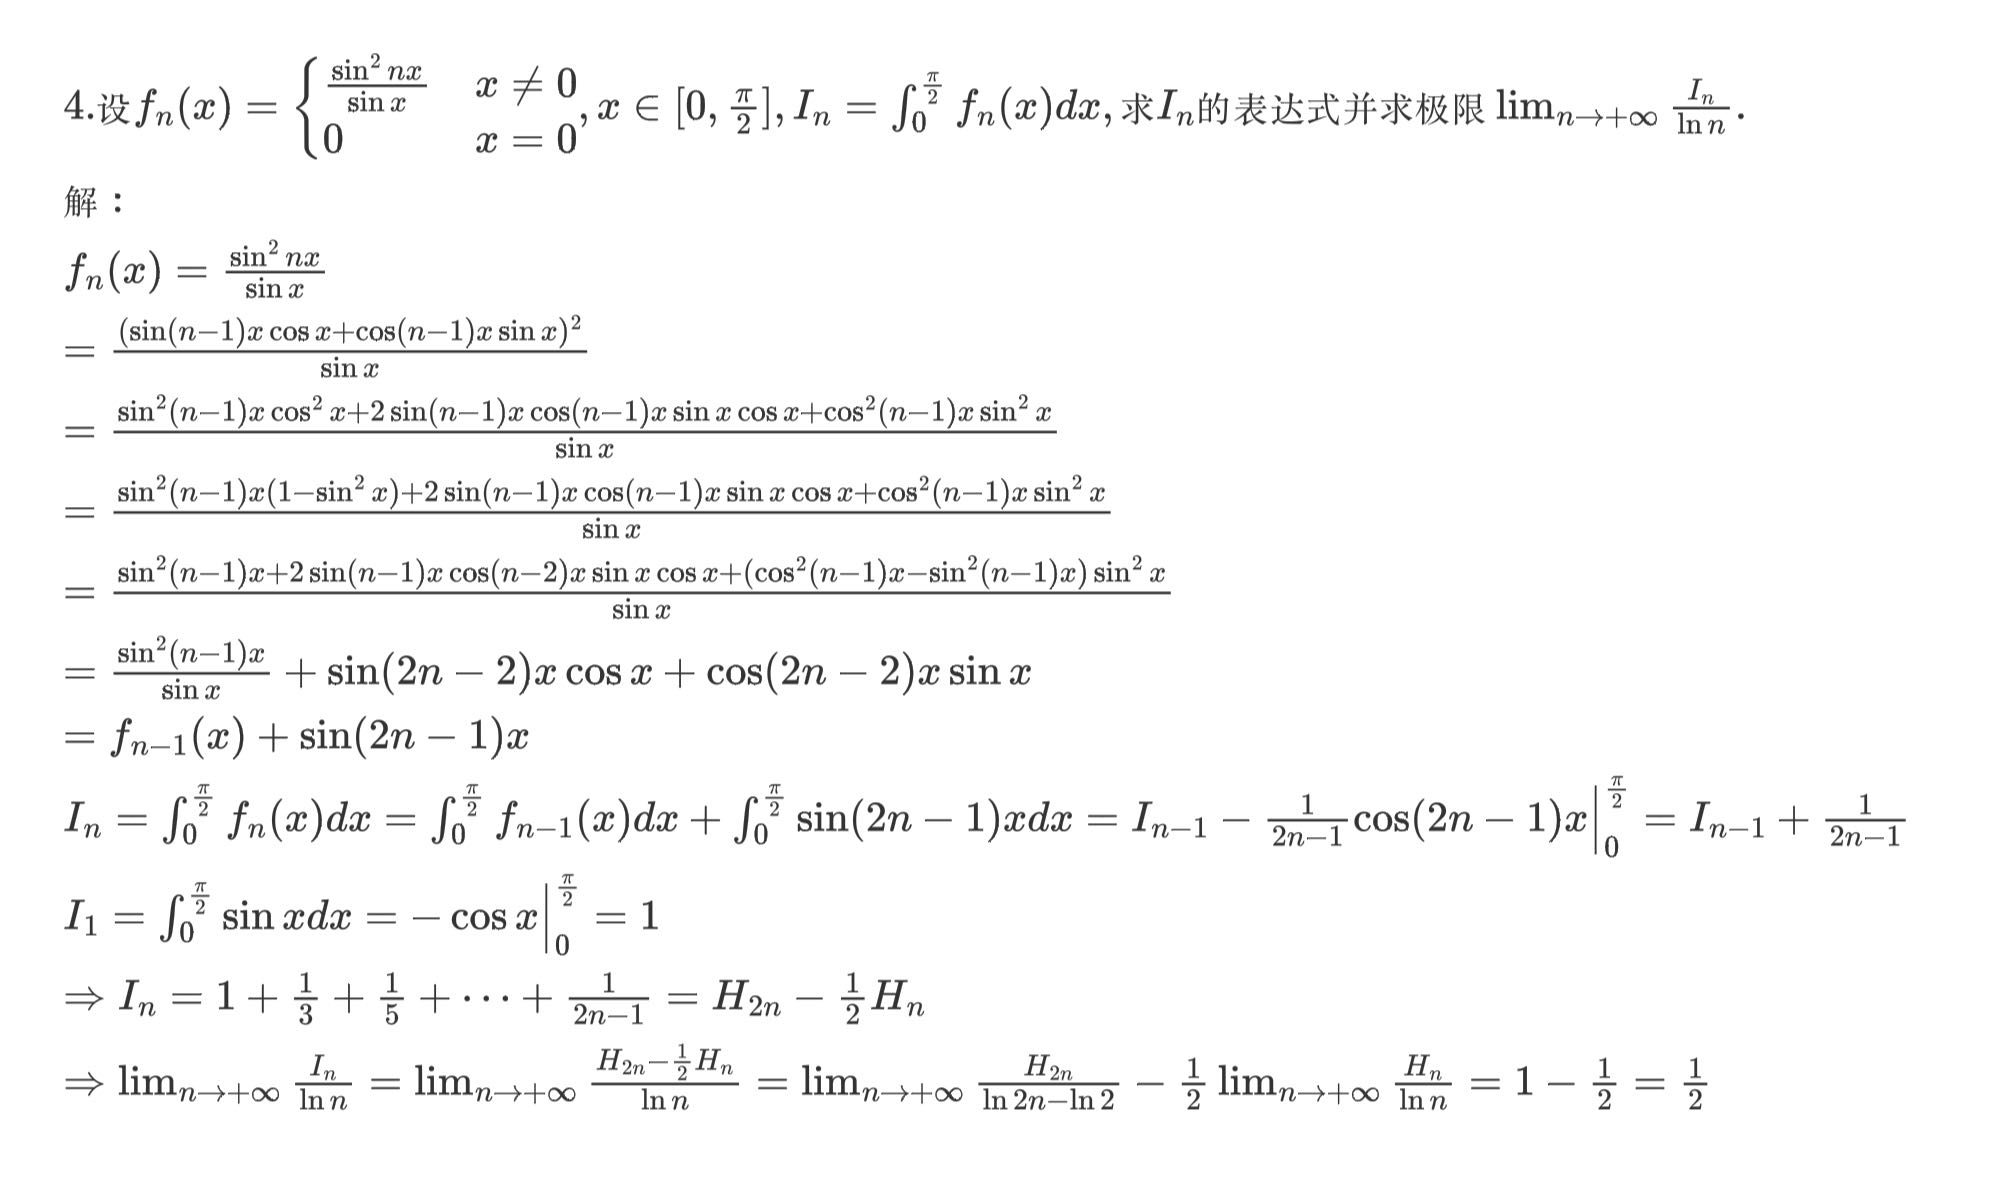 4.设$f_n(x) = \begin{cases} \frac{\sin^2 nx}{\sin x} & x \neq 0 \\ 0 & x = 0 \end{cases}, x \in [0, \frac{\pi}{2}], I_n = \int_0^{\frac{\pi}{2}} f_n(x)dx,$求$I_n$的表达式并求极限$\lim_{n \to +\infty} \frac{I_n}{\ln n}.$
解：
$f_n(x) = \frac{\sin^2 nx}{\sin x}$
$= \frac{(\sin(n-1)x \cos x + \cos(n-1)x \sin x)^2}{\sin x}$
$= \frac{\sin^2(n-1)x \cos^2 x + 2\sin(n-1)x \cos(n-1)x \sin x \cos x + \cos^2(n-1)x \sin^2 x}{\sin x}$
$= \frac{\sin^2(n-1)x(1-\sin^2 x) + 2\sin(n-1)x \cos(n-1)x \sin x \cos x + \cos^2(n-1)x \sin^2 x}{\sin x}$
$= \frac{\sin^2(n-1)x + 2\sin(n-1)x \cos(n-2)x \sin x \cos x + (\cos^2(n-1)x - \sin^2(n-1)x) \sin^2 x}{\sin x}$
$= \frac{\sin^2(n-1)x}{\sin x} + \sin(2n-2)x \cos x + \cos(2n-2)x \sin x$
$= f_{n-1}(x) + \sin(2n-1)x$
$I_n = \int_0^{\frac{\pi}{2}} f_n(x)dx = \int_0^{\frac{\pi}{2}} f_{n-1}(x)dx + \int_0^{\frac{\pi}{2}} \sin(2n-1)xdx = I_{n-1} - \frac{1}{2n-1}\cos(2n-1)x\Big|_0^{\frac{\pi}{2}} = I_{n-1} + \frac{1}{2n-1}$
$I_1 = \int_0^{\frac{\pi}{2}} \sin xdx = -\cos x\Big|_0^{\frac{\pi}{2}} = 1$
$\Rightarrow I_n = 1 + \frac{1}{3} + \frac{1}{5} + \cdots + \frac{1}{2n-1} = H_{2n} - \frac{1}{2}H_n$
$\Rightarrow \lim_{n \to +\infty} \frac{I_n}{\ln n} = \lim_{n \to +\infty} \frac{H_{2n} - \frac{1}{2}H_n}{\ln n} = \lim_{n \to +\infty} \frac{H_{2n}}{\ln 2n - \ln 2} - \frac{1}{2}\lim_{n \to +\infty} \frac{H_n}{\ln n} = 1 - \frac{1}{2} = \frac{1}{2}$